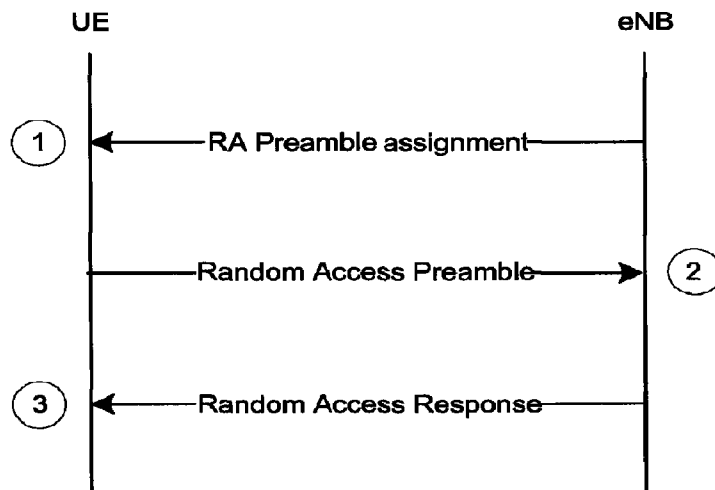 UE eNB
1 RA Preamble assignment
Random Access Preamble 2
3 Random Access Response